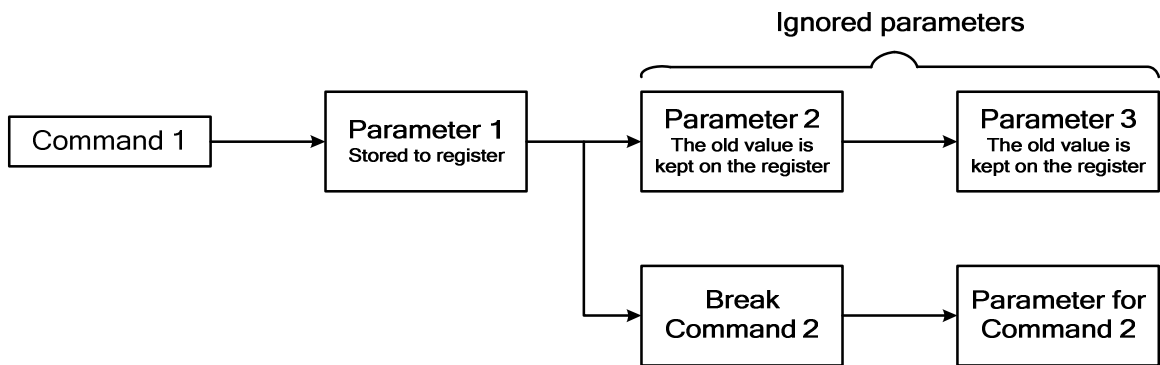 Ignored parameters
Command 1
Parameter 1
Stored to register
Parameter 2
The old value is
kept on the register
Parameter 3
The old value is
kept on the register
Break
Command 2
Parameter for
Command 2